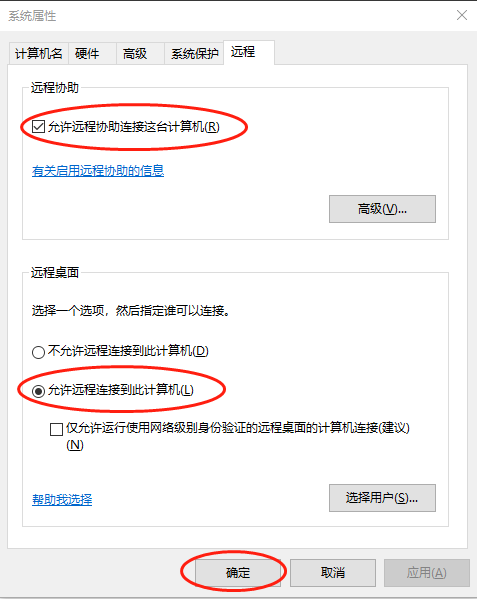 系统属性
计算机名 硬件 高级 系统保护 远程
远程协助
允许远程协助连接这台计算机(R)
有关启用远程协助的信息
高级(V)...
远程桌面
选择一个选项，然后指定谁可以连接。
不允许远程连接到此计算机(D)
允许远程连接到此计算机(L)
仅允许运行使用网络级别身份验证的远程桌面的计算机连接(建议)
(N)
帮助我选择 选择用户(S)...
确定 取消 应用(A)